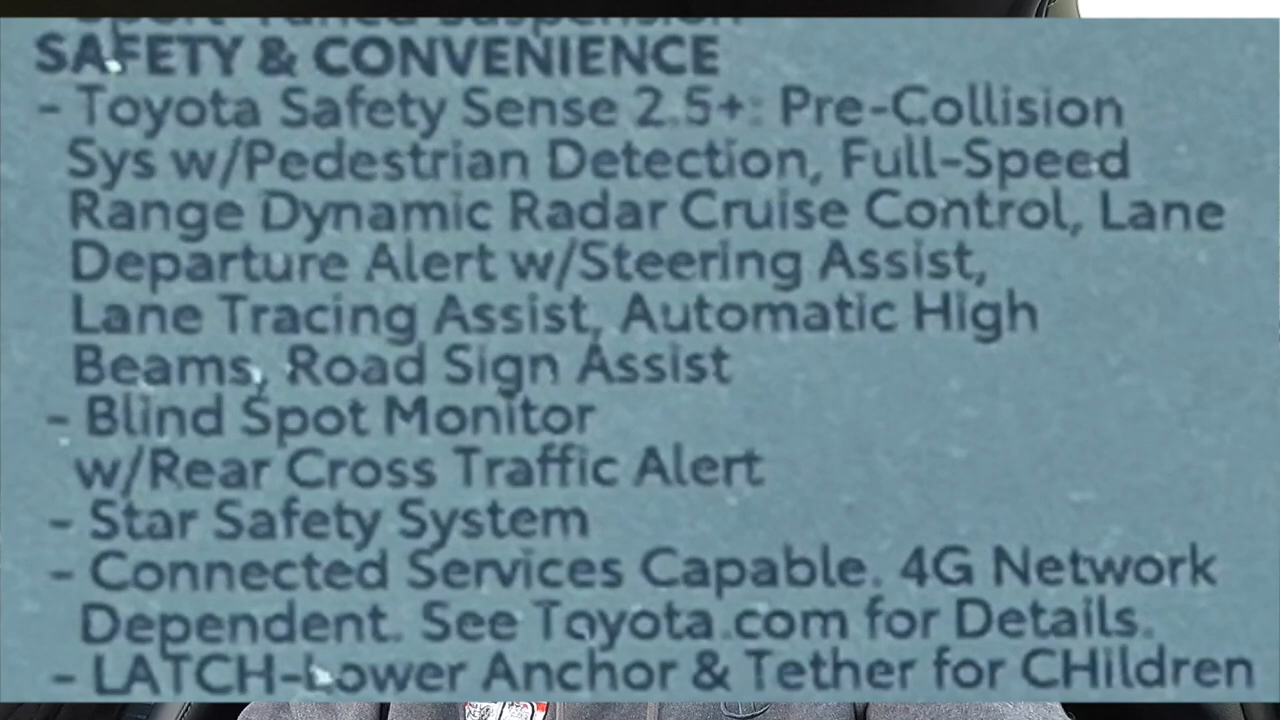 Sport-Tuned Suspension
SAFETY & CONVENIENCE
- Toyota Safety Sense 2.5+: Pre-Collision
Sys w/Pedestrian Detection, Full-Speed
Range Dynamic Radar Cruise Control, Lane
Departure Alert w/Steering Assist,
Lane Tracing Assist, Automatic High
Beams, Road Sign Assist
- Blind Spot Monitor
w/Rear Cross Traffic Alert
- Star Safety System
- Connected Services Capable. 4G Network
Dependent. See Toyota.com for Details.
- LATCH-Lower Anchor & Tether for CHildren